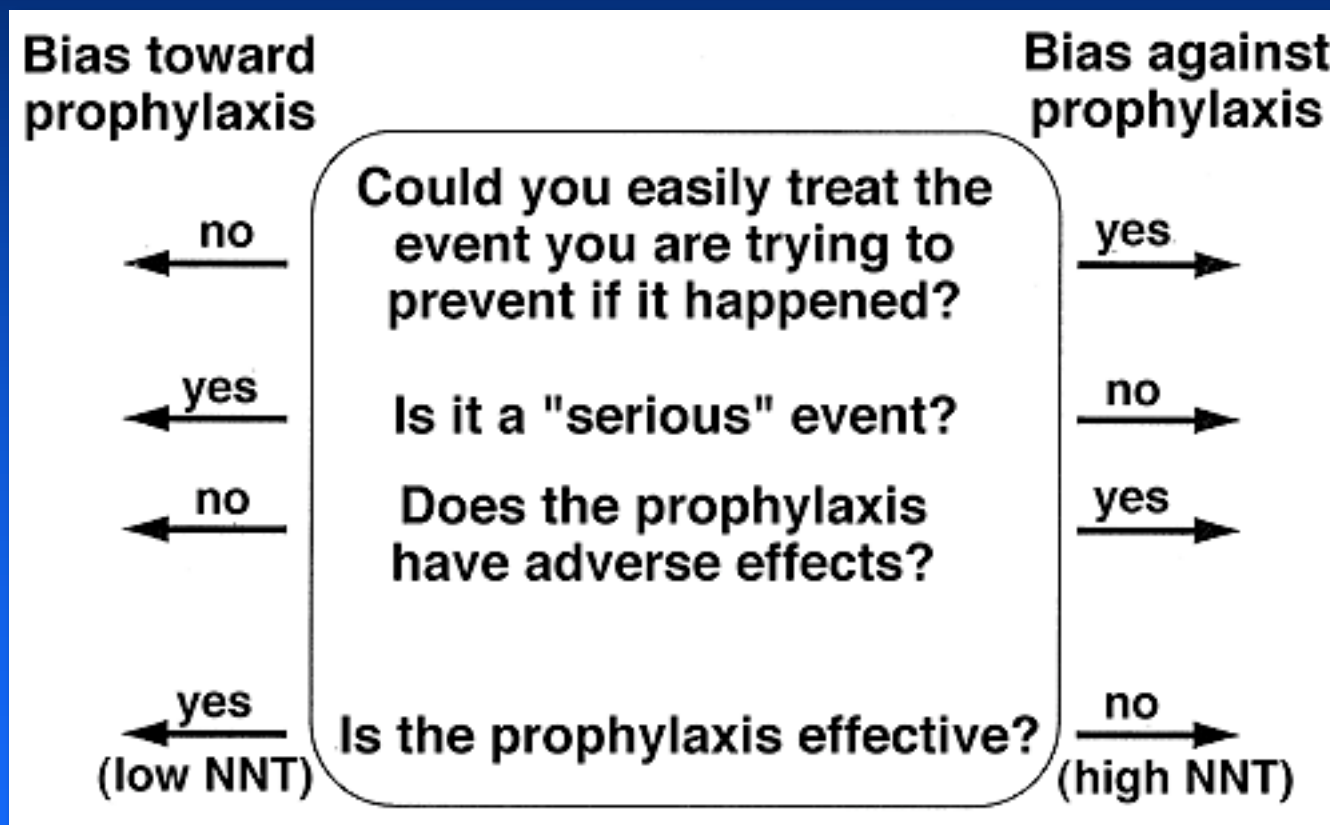 Bias toward
prophylaxis
Bias against
prophylaxis
Could you easily treat the
event you are trying to
prevent if it happened?
no
yes
Is it a "serious" event?
yes
no
Does the prophylaxis
have adverse effects?
no
yes
Is the prophylaxis effective?
yes
(low NNT)
no
(high NNT)